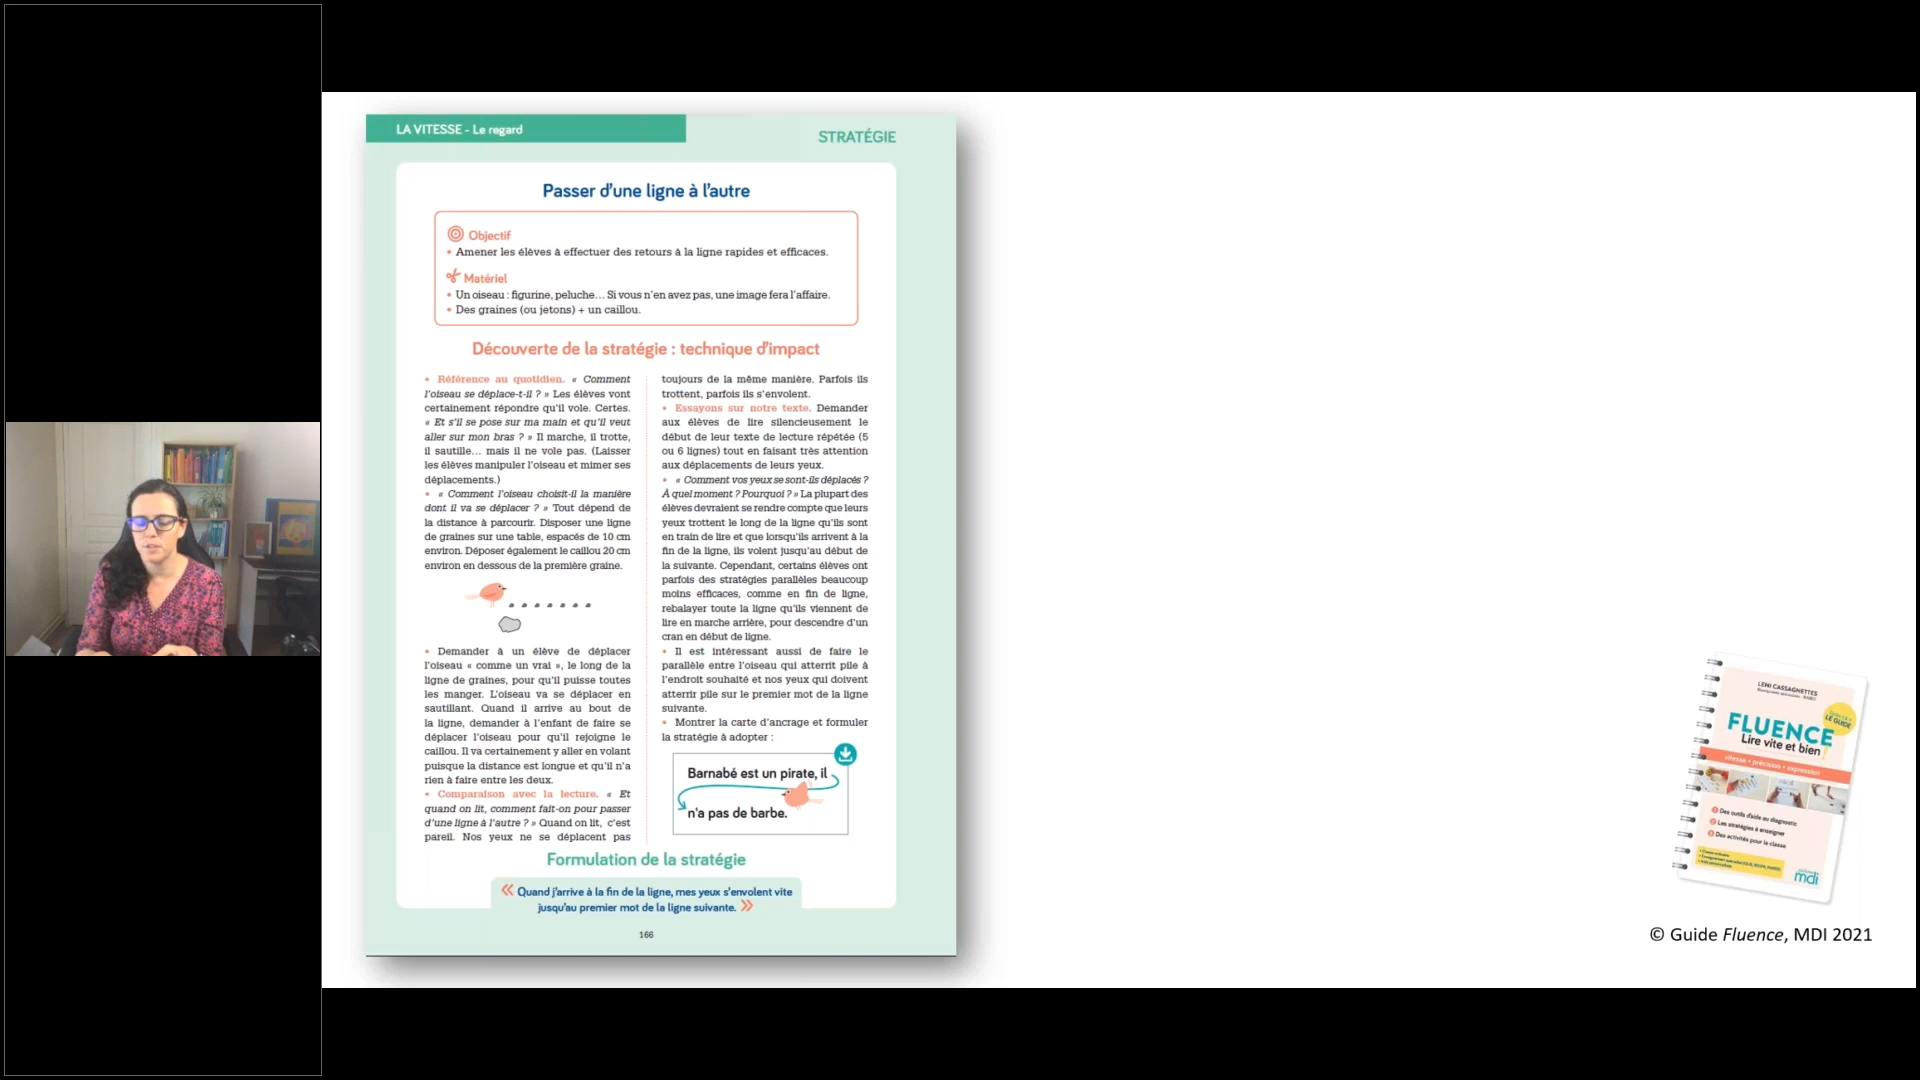 LA VITESSE - Le regard
STRATÉGIE
Passer d'une ligne à l'autre
Objectif
• Amener les élèves à effectuer des retours à la ligne rapides et efficaces.
Matériel
• Un oiseau : figurine, peluche… Si vous n'en avez pas, une image fera l'affaire.
• Des graines (ou jetons) + un caillou.
Découverte de la stratégie : technique d'impact
• Référence au quotidien. « Comment
l'oiseau se déplace-t-il ? » Les élèves vont
certainement répondre qu'il vole. Certes.
« Et s'il se pose sur ma main et qu'il veut
aller sur mon bras ? » Il marche, il trotte,
il sautille… mais il ne vole pas. (Laisser
les élèves manipuler l'oiseau et mimer ses
déplacements.)
• « Comment l'oiseau choisit-il la manière
dont il va se déplacer ? » Tout dépend de
la distance à parcourir. Disposer une ligne
de graines sur une table, espacés de 10 cm
environ. Déposer également le caillou 20 cm
environ en dessous de la première graine.
• Demander à un élève de déplacer
l'oiseau « comme un vrai », le long de la
ligne de graines, pour qu'il puisse toutes
les manger. L'oiseau va se déplacer en
sautillant. Quand il arrive au bout de
la ligne, demander à l'enfant de faire se
déplacer l'oiseau pour qu'il rejoigne le
caillou. Il va certainement y aller en volant
puisque la distance est longue et qu'il n'a
rien à faire entre les deux.
• Comparaison avec la lecture. « Et
quand on lit, comment fait-on pour passer
d'une ligne à l'autre ? » Quand on lit, c'est
pareil. Nos yeux ne se déplacent pas
toujours de la même manière. Parfois ils
trottent, parfois ils s'envolent.
• Essayons sur notre texte. Demander
aux élèves de lire silencieusement le
début de leur texte de lecture répétée (5
ou 6 lignes) tout en faisant très attention
aux déplacements de leurs yeux.
• « Comment vos yeux se sont-ils déplacés ?
À quel moment ? Pourquoi ? » La plupart des
élèves devraient se rendre compte que leurs
yeux trottent le long de la ligne qu'ils sont
en train de lire et que lorsqu'ils arrivent à la
fin de la ligne, ils volent jusqu'au début de
la suivante. Cependant, certains élèves ont
parfois des stratégies parallèles beaucoup
moins efficaces, comme en fin de ligne,
rebalayer toute la ligne qu'ils viennent de
lire en marche arrière, pour descendre d'un
cran en début de ligne.
• Il est intéressant aussi de faire le
parallèle entre l'oiseau qui atterrit pile à
l'endroit souhaité et nos yeux qui doivent
atterrir pile sur le premier mot de la ligne
suivante.
• Montrer la carte d'ancrage et formuler
la stratégie à adopter :
Barnabé est un pirate, il
n'a pas de barbe.
Formulation de la stratégie
« Quand j'arrive à la fin de la ligne, mes yeux s'envolent vite
jusqu'au premier mot de la ligne suivante. »
166
LENI CASSAGNETTES
LE GUIDE
FLUENCE
Lire vite et bien !
vitesse • précision • expression
1 Des outils d'aide au diagnostic
2 Les stratégies à enseigner
3 Des activités pour la classe
mdi
© Guide Fluence, MDI 2021